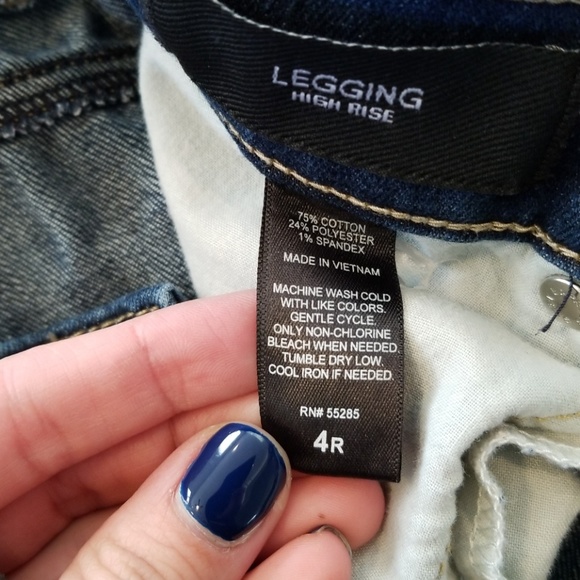 LEGGING
HIGH RISE
75% COTTON
24% POLYESTER
1% SPANDEX
MADE IN VIETNAM
MACHINE WASH COLD
WITH LIKE COLORS.
GENTLE CYCLE.
ONLY NON-CHLORINE
BLEACH WHEN NEEDED.
TUMBLE DRY LOW.
COOL IRON IF NEEDED.
RN# 55285
4R